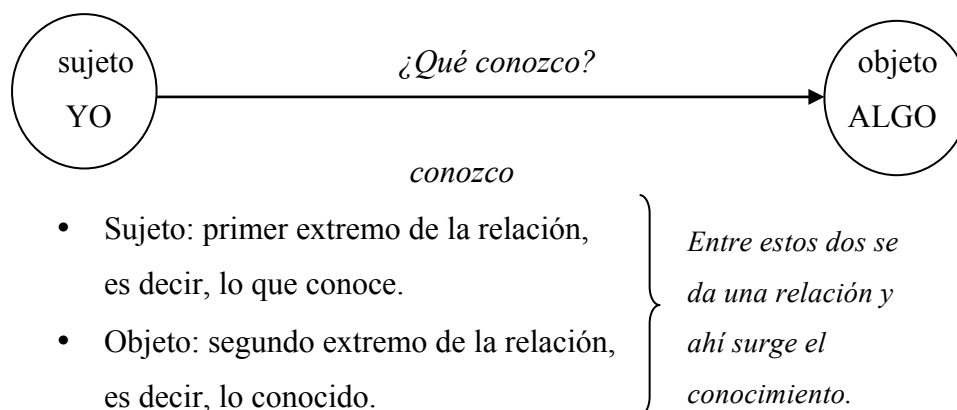 sujeto
YO
¿Qué conozco?
objeto
ALGO
conozco
• Sujeto: primer extremo de la relación,
es decir, lo que conoce.
• Objeto: segundo extremo de la relación,
es decir, lo conocido.
Entre estos dos se
da una relación y
ahí surge el
conocimiento.